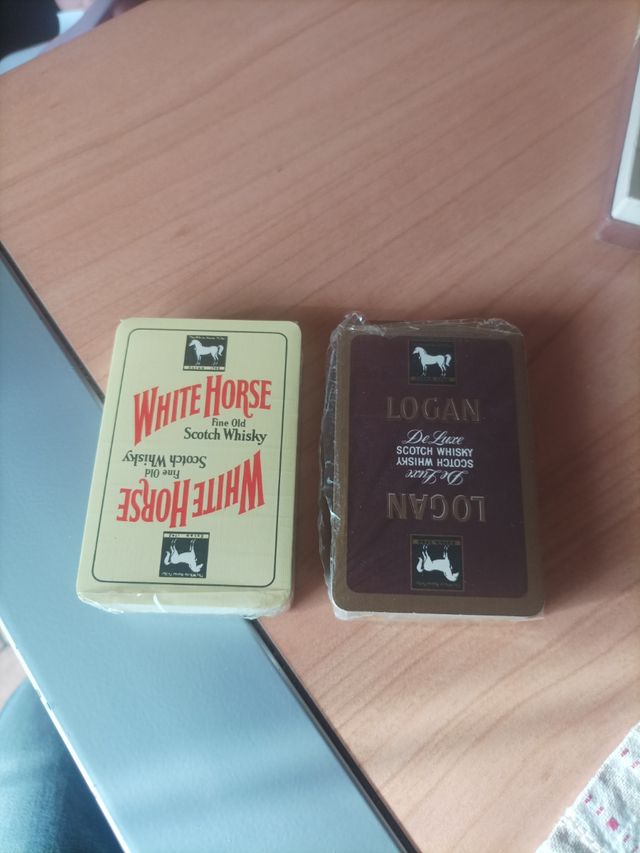 WHITE HORSE
Fine Old
Scotch Whisky
Fine Old
Scotch Whisky
WHITE HORSE
LOGAN
De Luxe
SCOTCH WHISKY
De Luxe
SCOTCH WHISKY
LOGAN